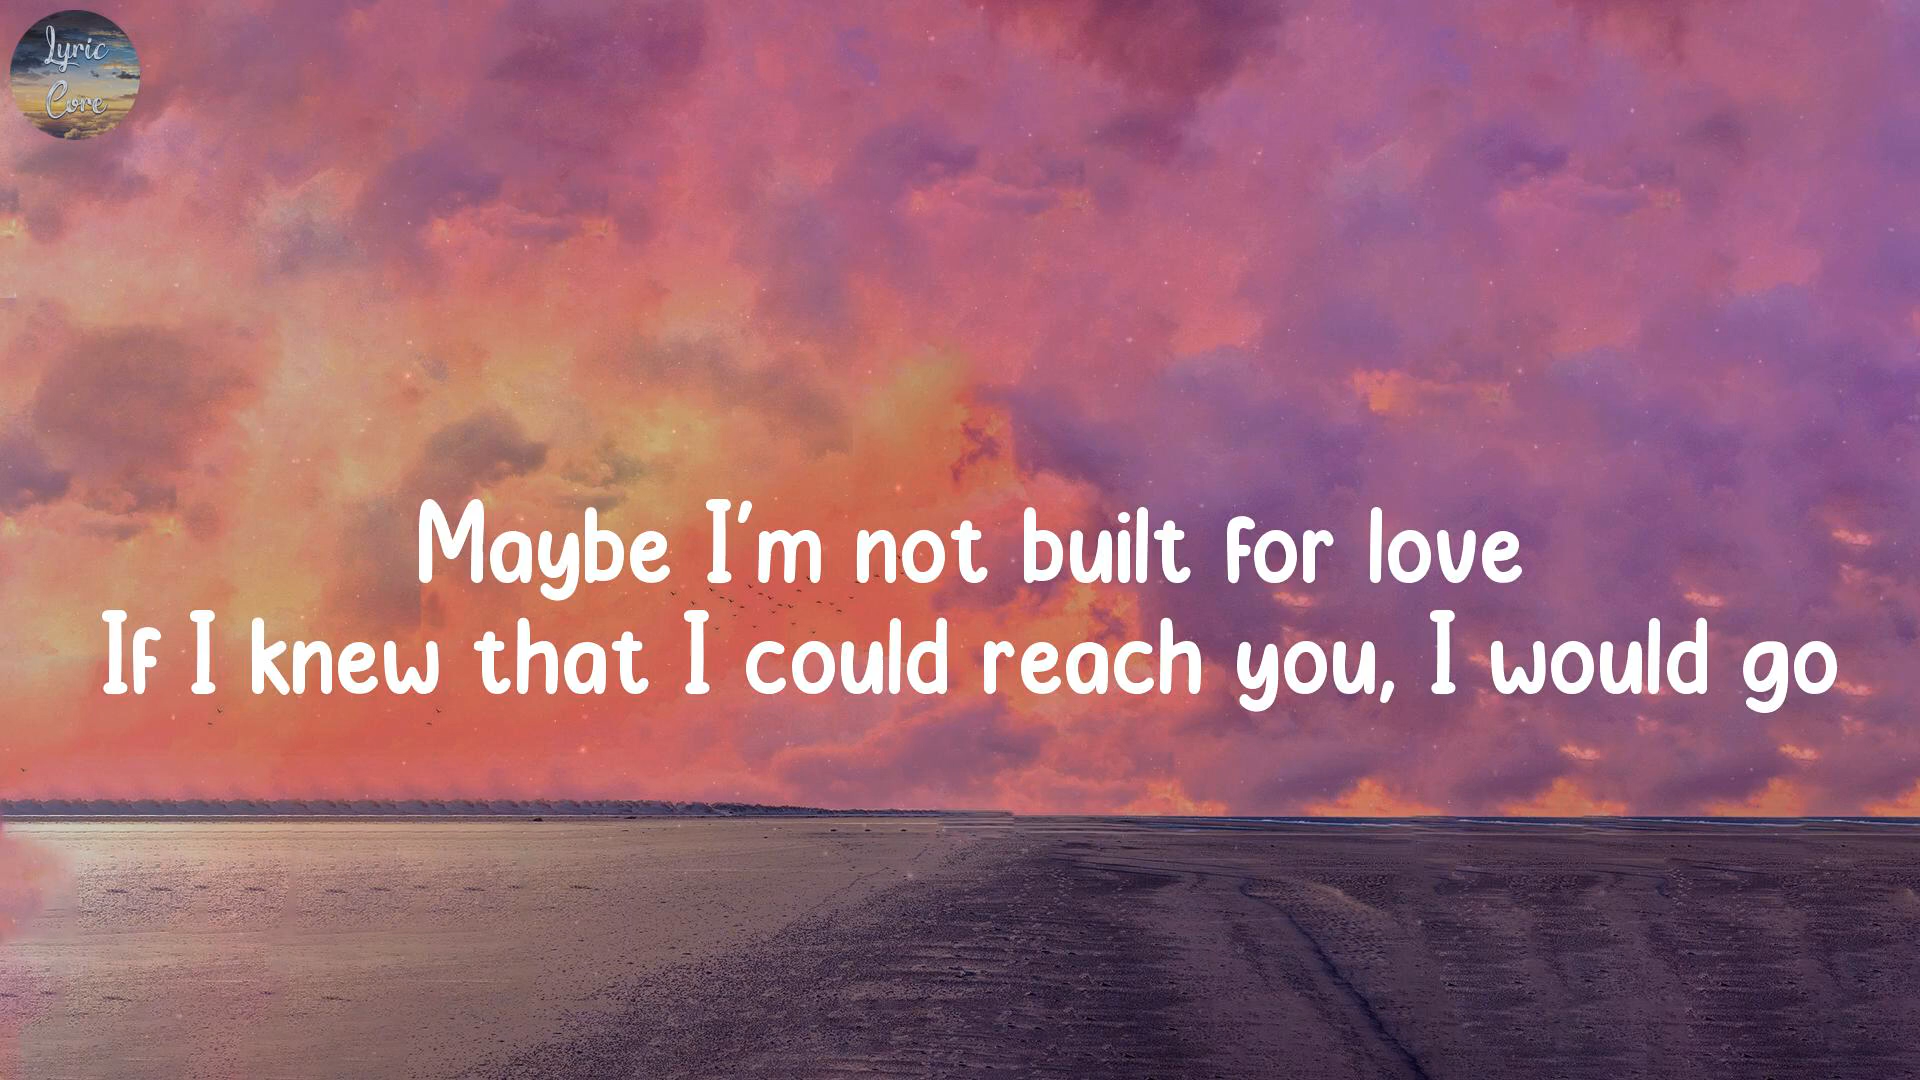 Lyric
Core
Maybe I'm not built for love
If I knew that I could reach you, I would go